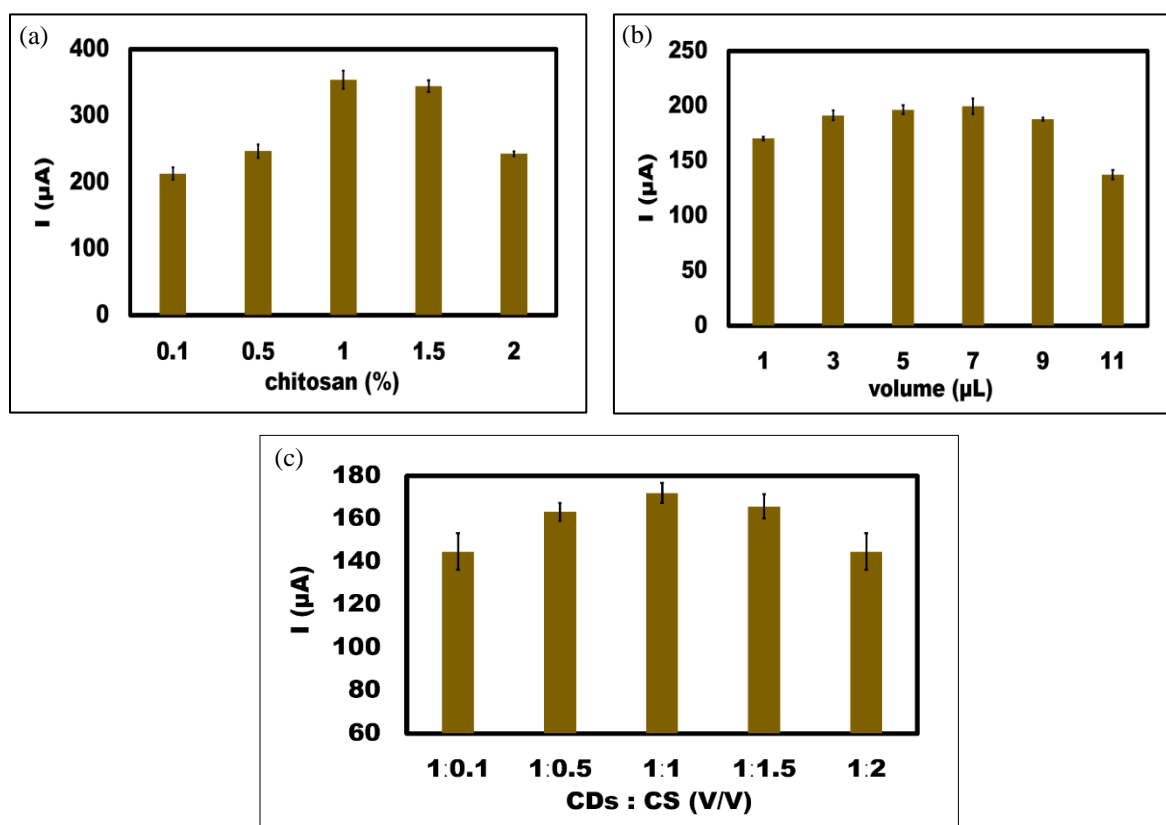 (a)
400
300
200
100
0
I (µA)
0.1 0.5 1 1.5 2
chitosan (%)
(b)
250
200
150
100
50
0
I (µA)
1 3 5 7 9 11
volume (µL)
(c)
180
160
140
120
100
80
60
I (µA)
1:0.1 1:0.5 1:1 1:1.5 1:2
CDs : CS (V/V)